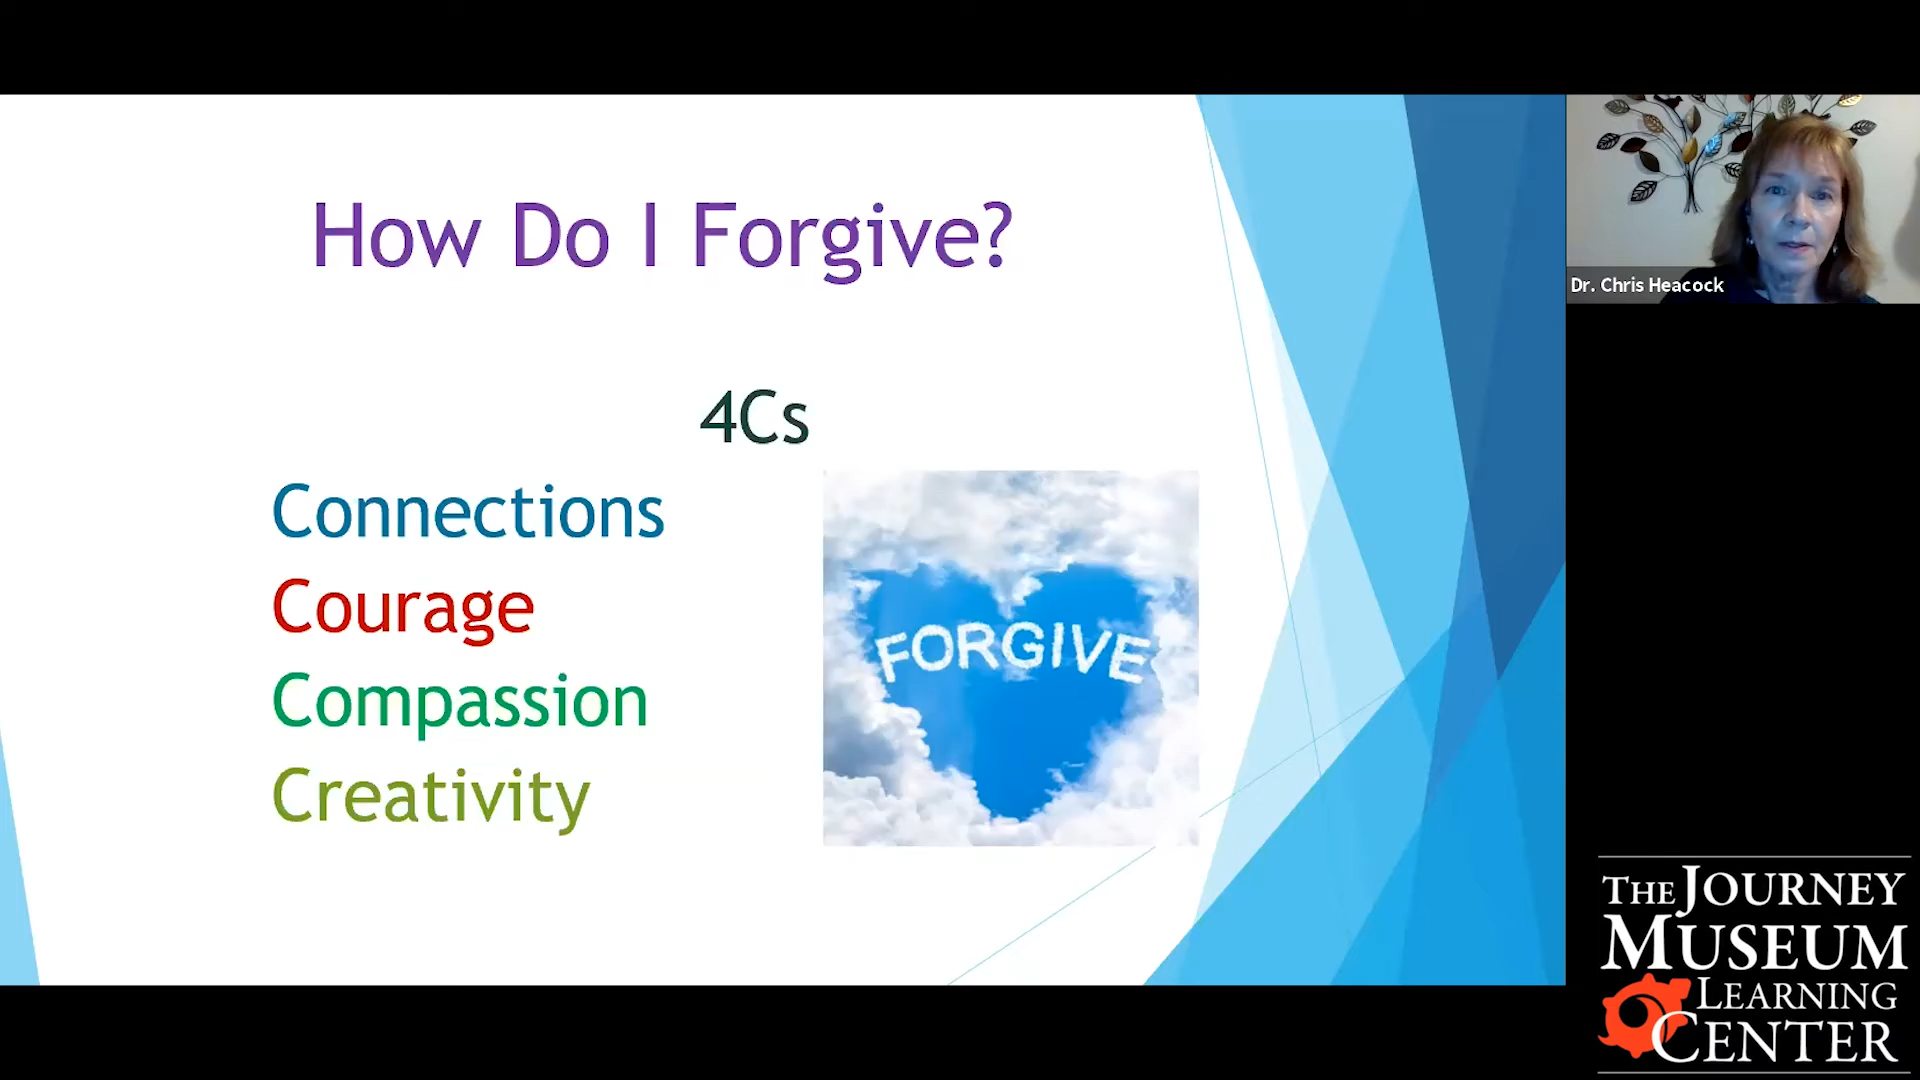 How Do I Forgive?
4Cs
Connections
Courage
Compassion
Creativity
FORGIVE
Dr. Chris Heacock
THE JOURNEY
MUSEUM
LEARNING
CENTER